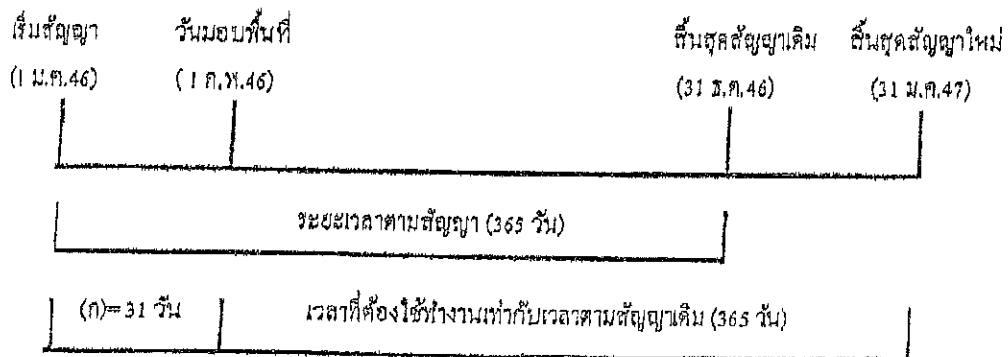 เริ่มสัญญา วันมอบพื้นที่ สิ้นสุดสัญญาเดิม สิ้นสุดสัญญาใหม่
(1 ม.ค.46) (1 ก.พ.46) (31 ธ.ค.46) (31 ม.ค.47)
ระยะเวลาตามสัญญา (365 วัน)
(ก)=31 วัน เวลาที่ต้องใช้ทำงานเท่ากับเวลาตามสัญญาเดิม (365 วัน)